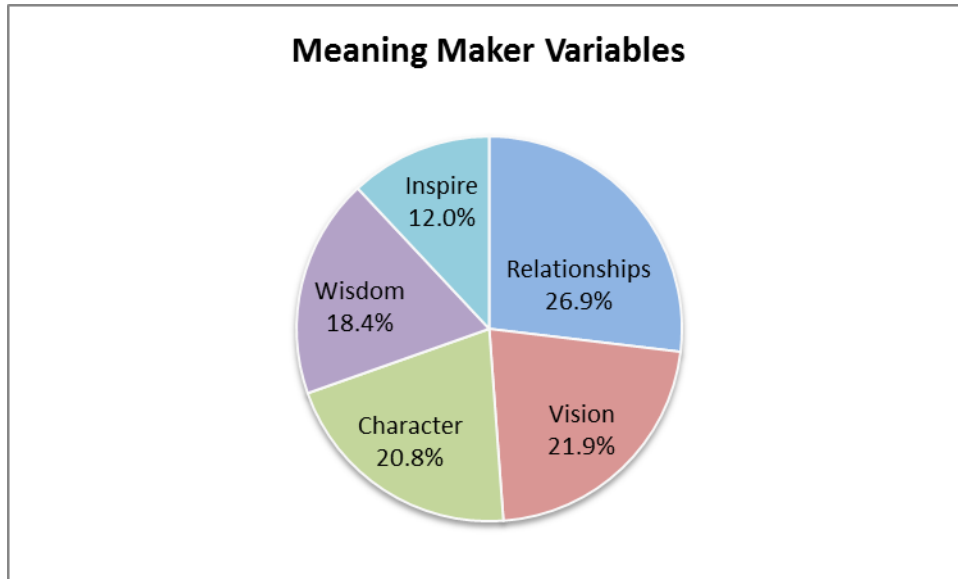 Meaning Maker Variables
Inspire
12.0%
Relationships
26.9%
Wisdom
18.4%
Vision
21.9%
Character
20.8%